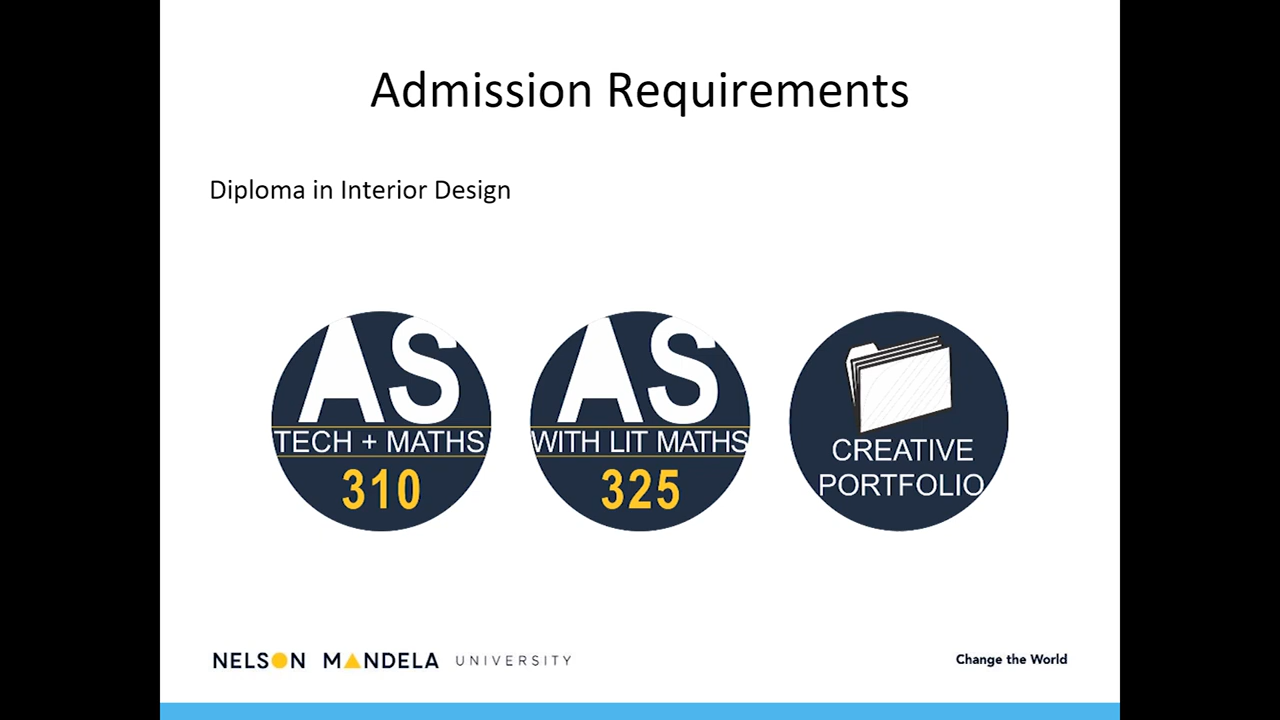 Admission Requirements
Diploma in Interior Design
AS
TECH + MATHS
310
AS
WITH LIT MATHS
325
CREATIVE
PORTFOLIO
NELSON MANDELA UNIVERSITY
Change the World